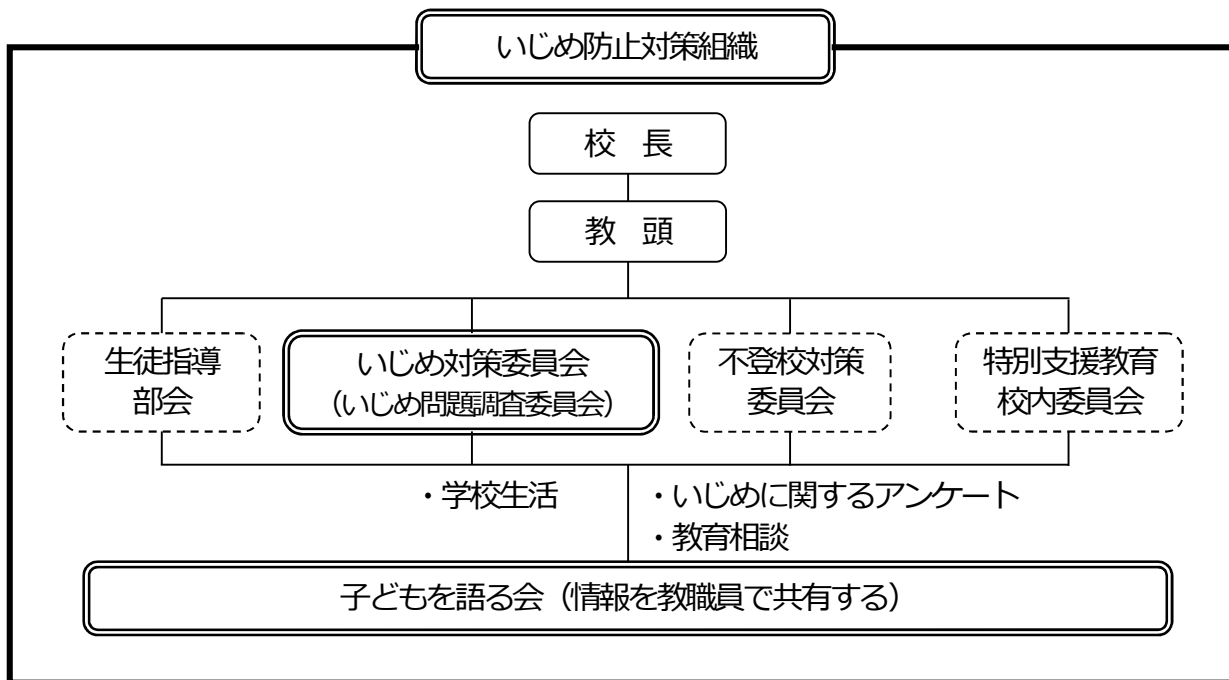 いじめ防止対策組織
校　長
教　頭
生徒指導
部会
いじめ対策委員会
（いじめ問題調査委員会）
不登校対策
委員会
特別支援教育
校内委員会
・学校生活
・いじめに関するアンケート
・教育相談
子どもを語る会（情報を教職員で共有する）